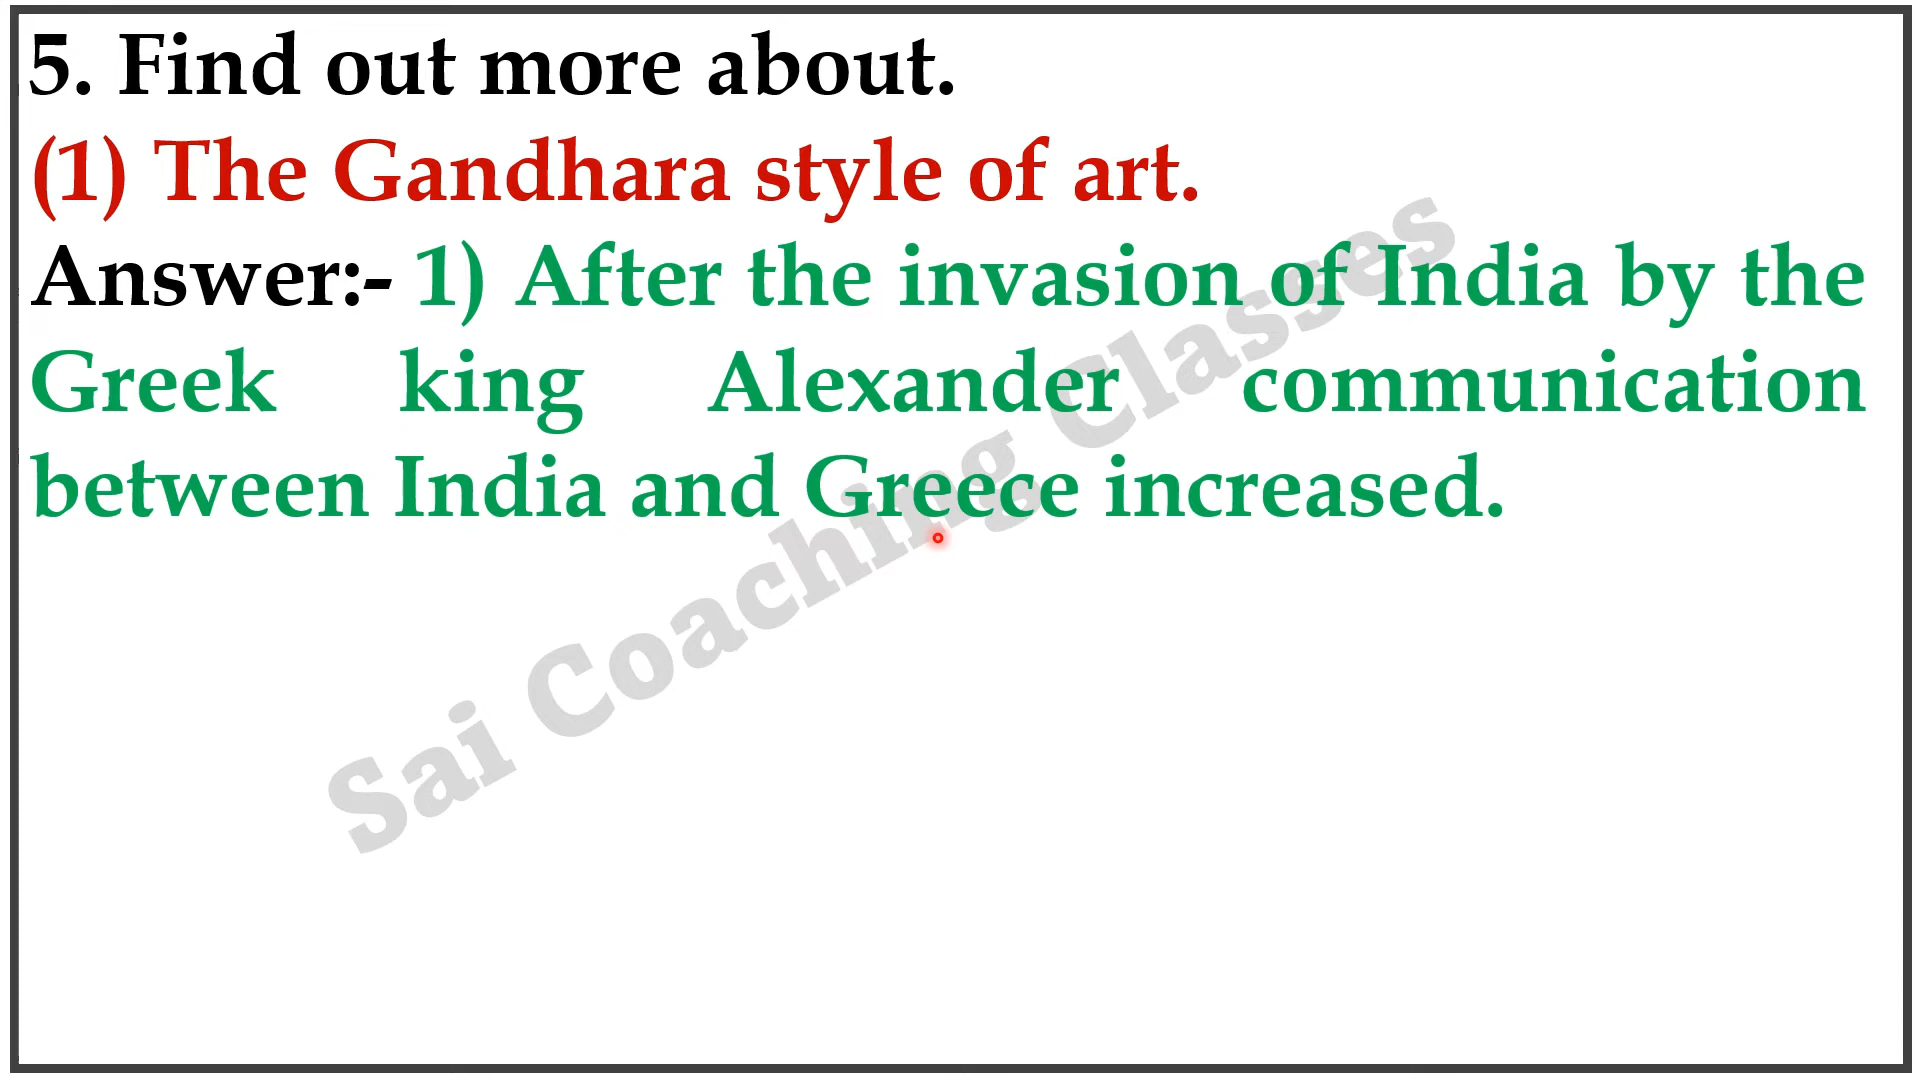 5. Find out more about.
(1) The Gandhara style of art.
Answer:- 1) After the invasion of India by the
Greek king Alexander communication
between India and Greece increased.
Sai Coaching Classes